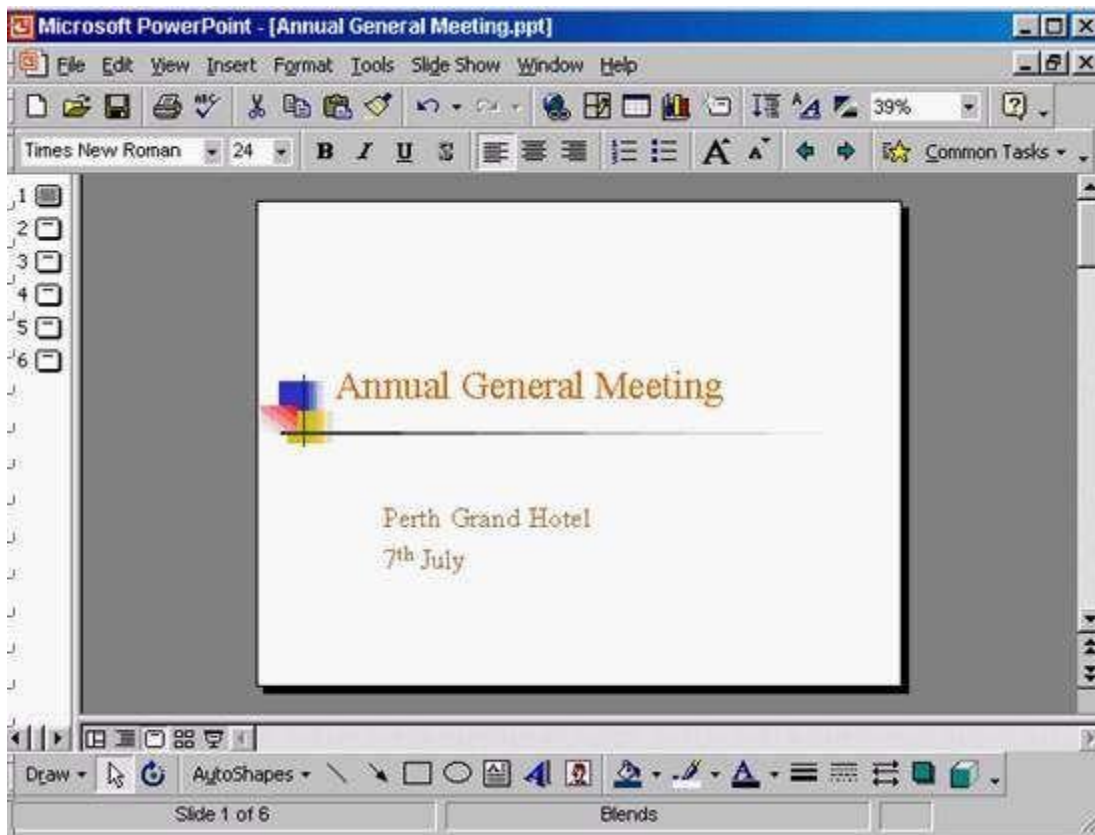 Microsoft PowerPoint - [Annual General Meeting.ppt]
File Edit View Insert Format Tools Slide Show Window Help
39%
Times New Roman 24 B I U S A A Common Tasks
1
2
3
4
5
6
Annual General Meeting
Perth Grand Hotel
7th July
Draw AutoShapes
Slide 1 of 6 Blends